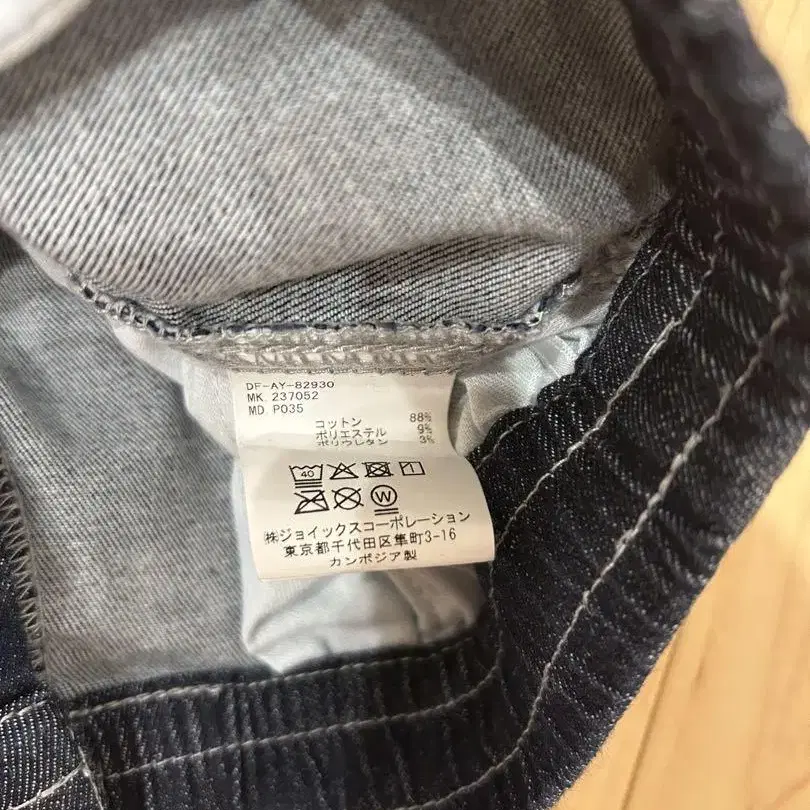 DF-AY-82930
MK. 237052
MD. P035
コットン 88%
ポリエステル 9%
ポリウレタン 3%
40
W
㈱ジョイックスコーポレーション
東京都千代田区隼町3-16
カンボジア製